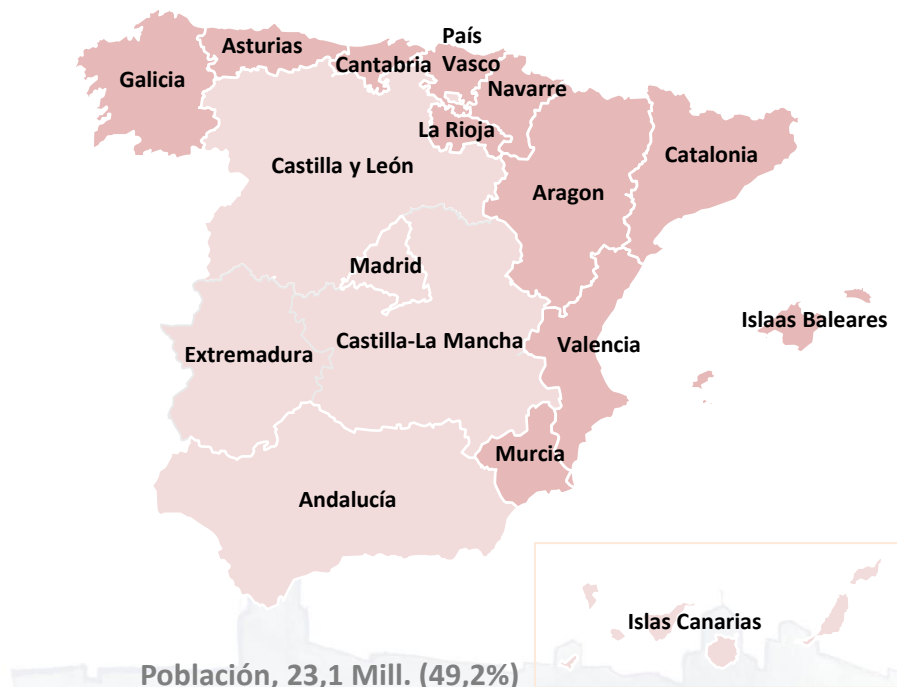 País
Vasco
Asturias
Cantabria
Galicia
Navarre
La Rioja
Catalonia
Castilla y León
Aragon
Madrid
Islaas Baleares
Castilla-La Mancha
Valencia
Extremadura
Murcia
Andalucía
Islas Canarias
Población, 23,1 Mill. (49,2%)